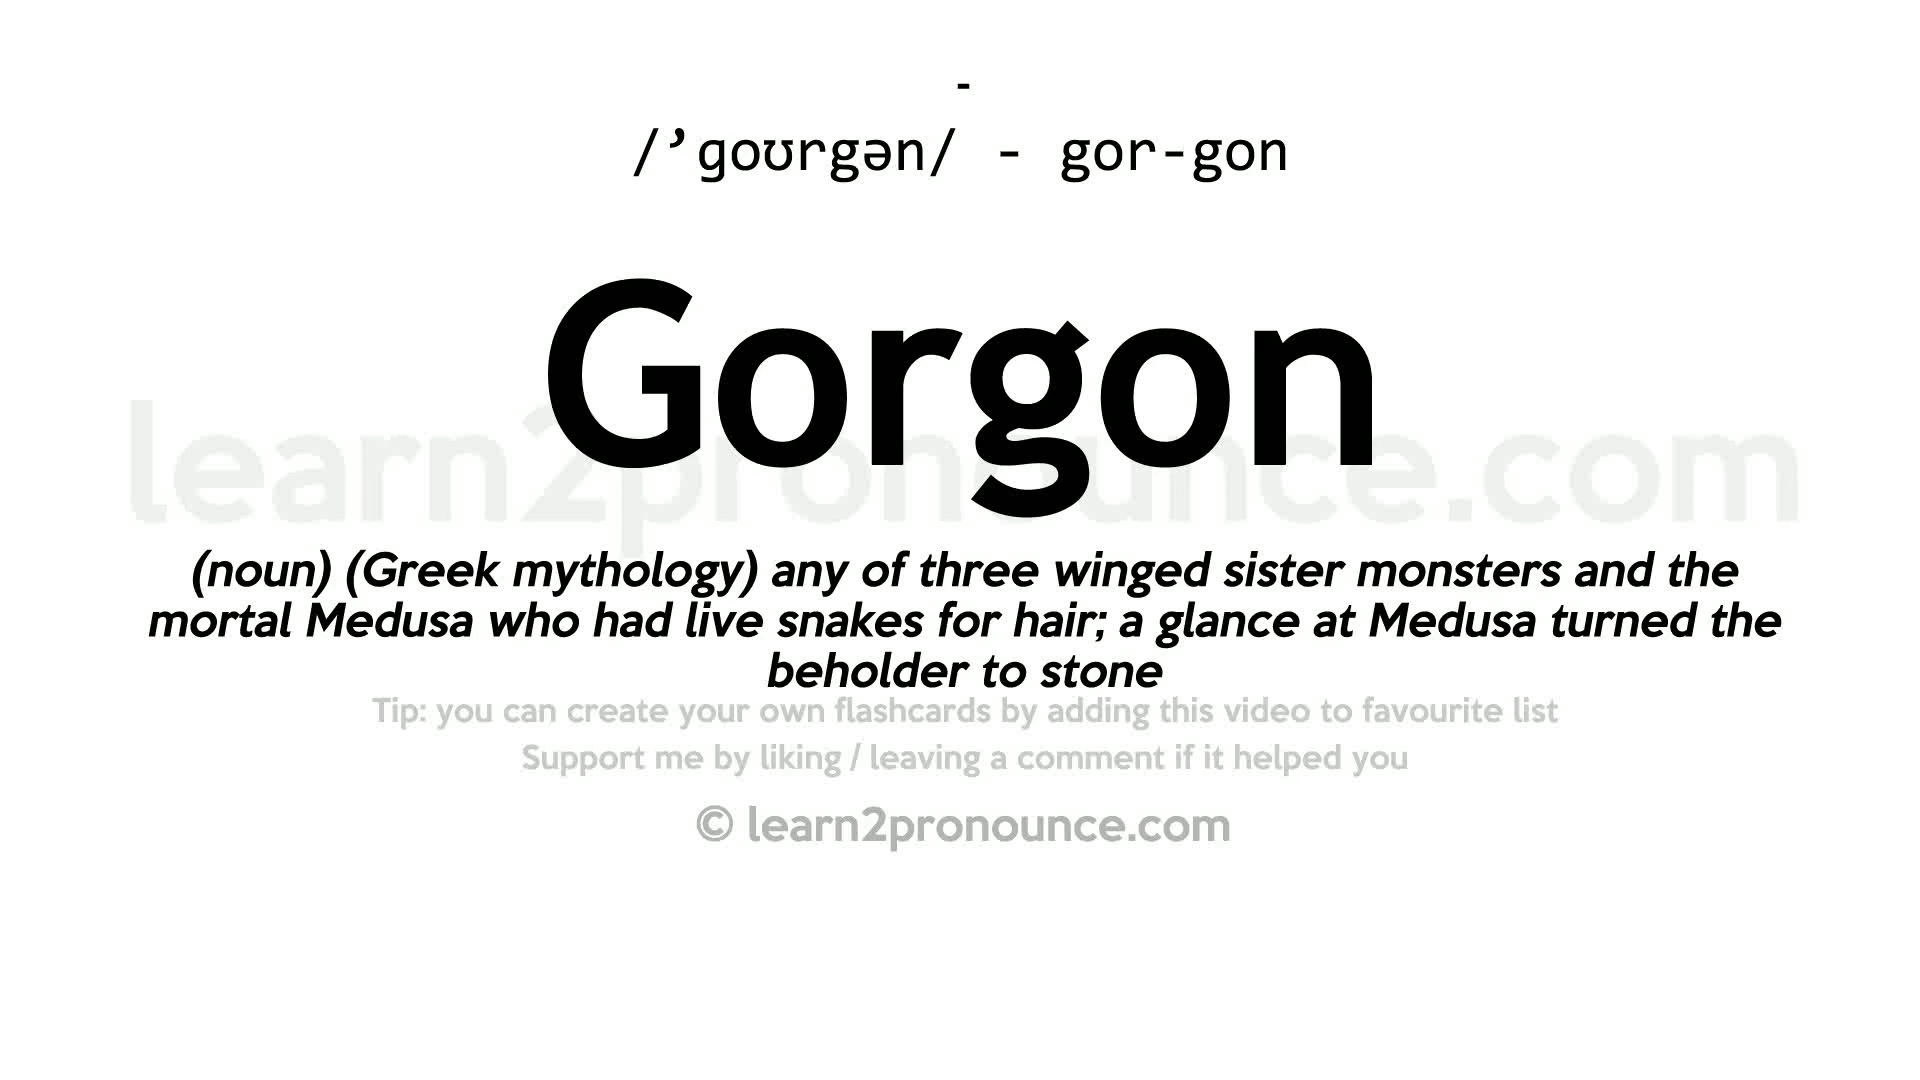 -
/’goʊrgən/ - gor-gon
Gorgon
learn2pronounce.com
(noun) (Greek mythology) any of three winged sister monsters and the
mortal Medusa who had live snakes for hair; a glance at Medusa turned the
beholder to stone
Tip: you can create your own flashcards by adding this video to favourite list
Support me by liking / leaving a comment if it helped you
© learn2pronounce.com